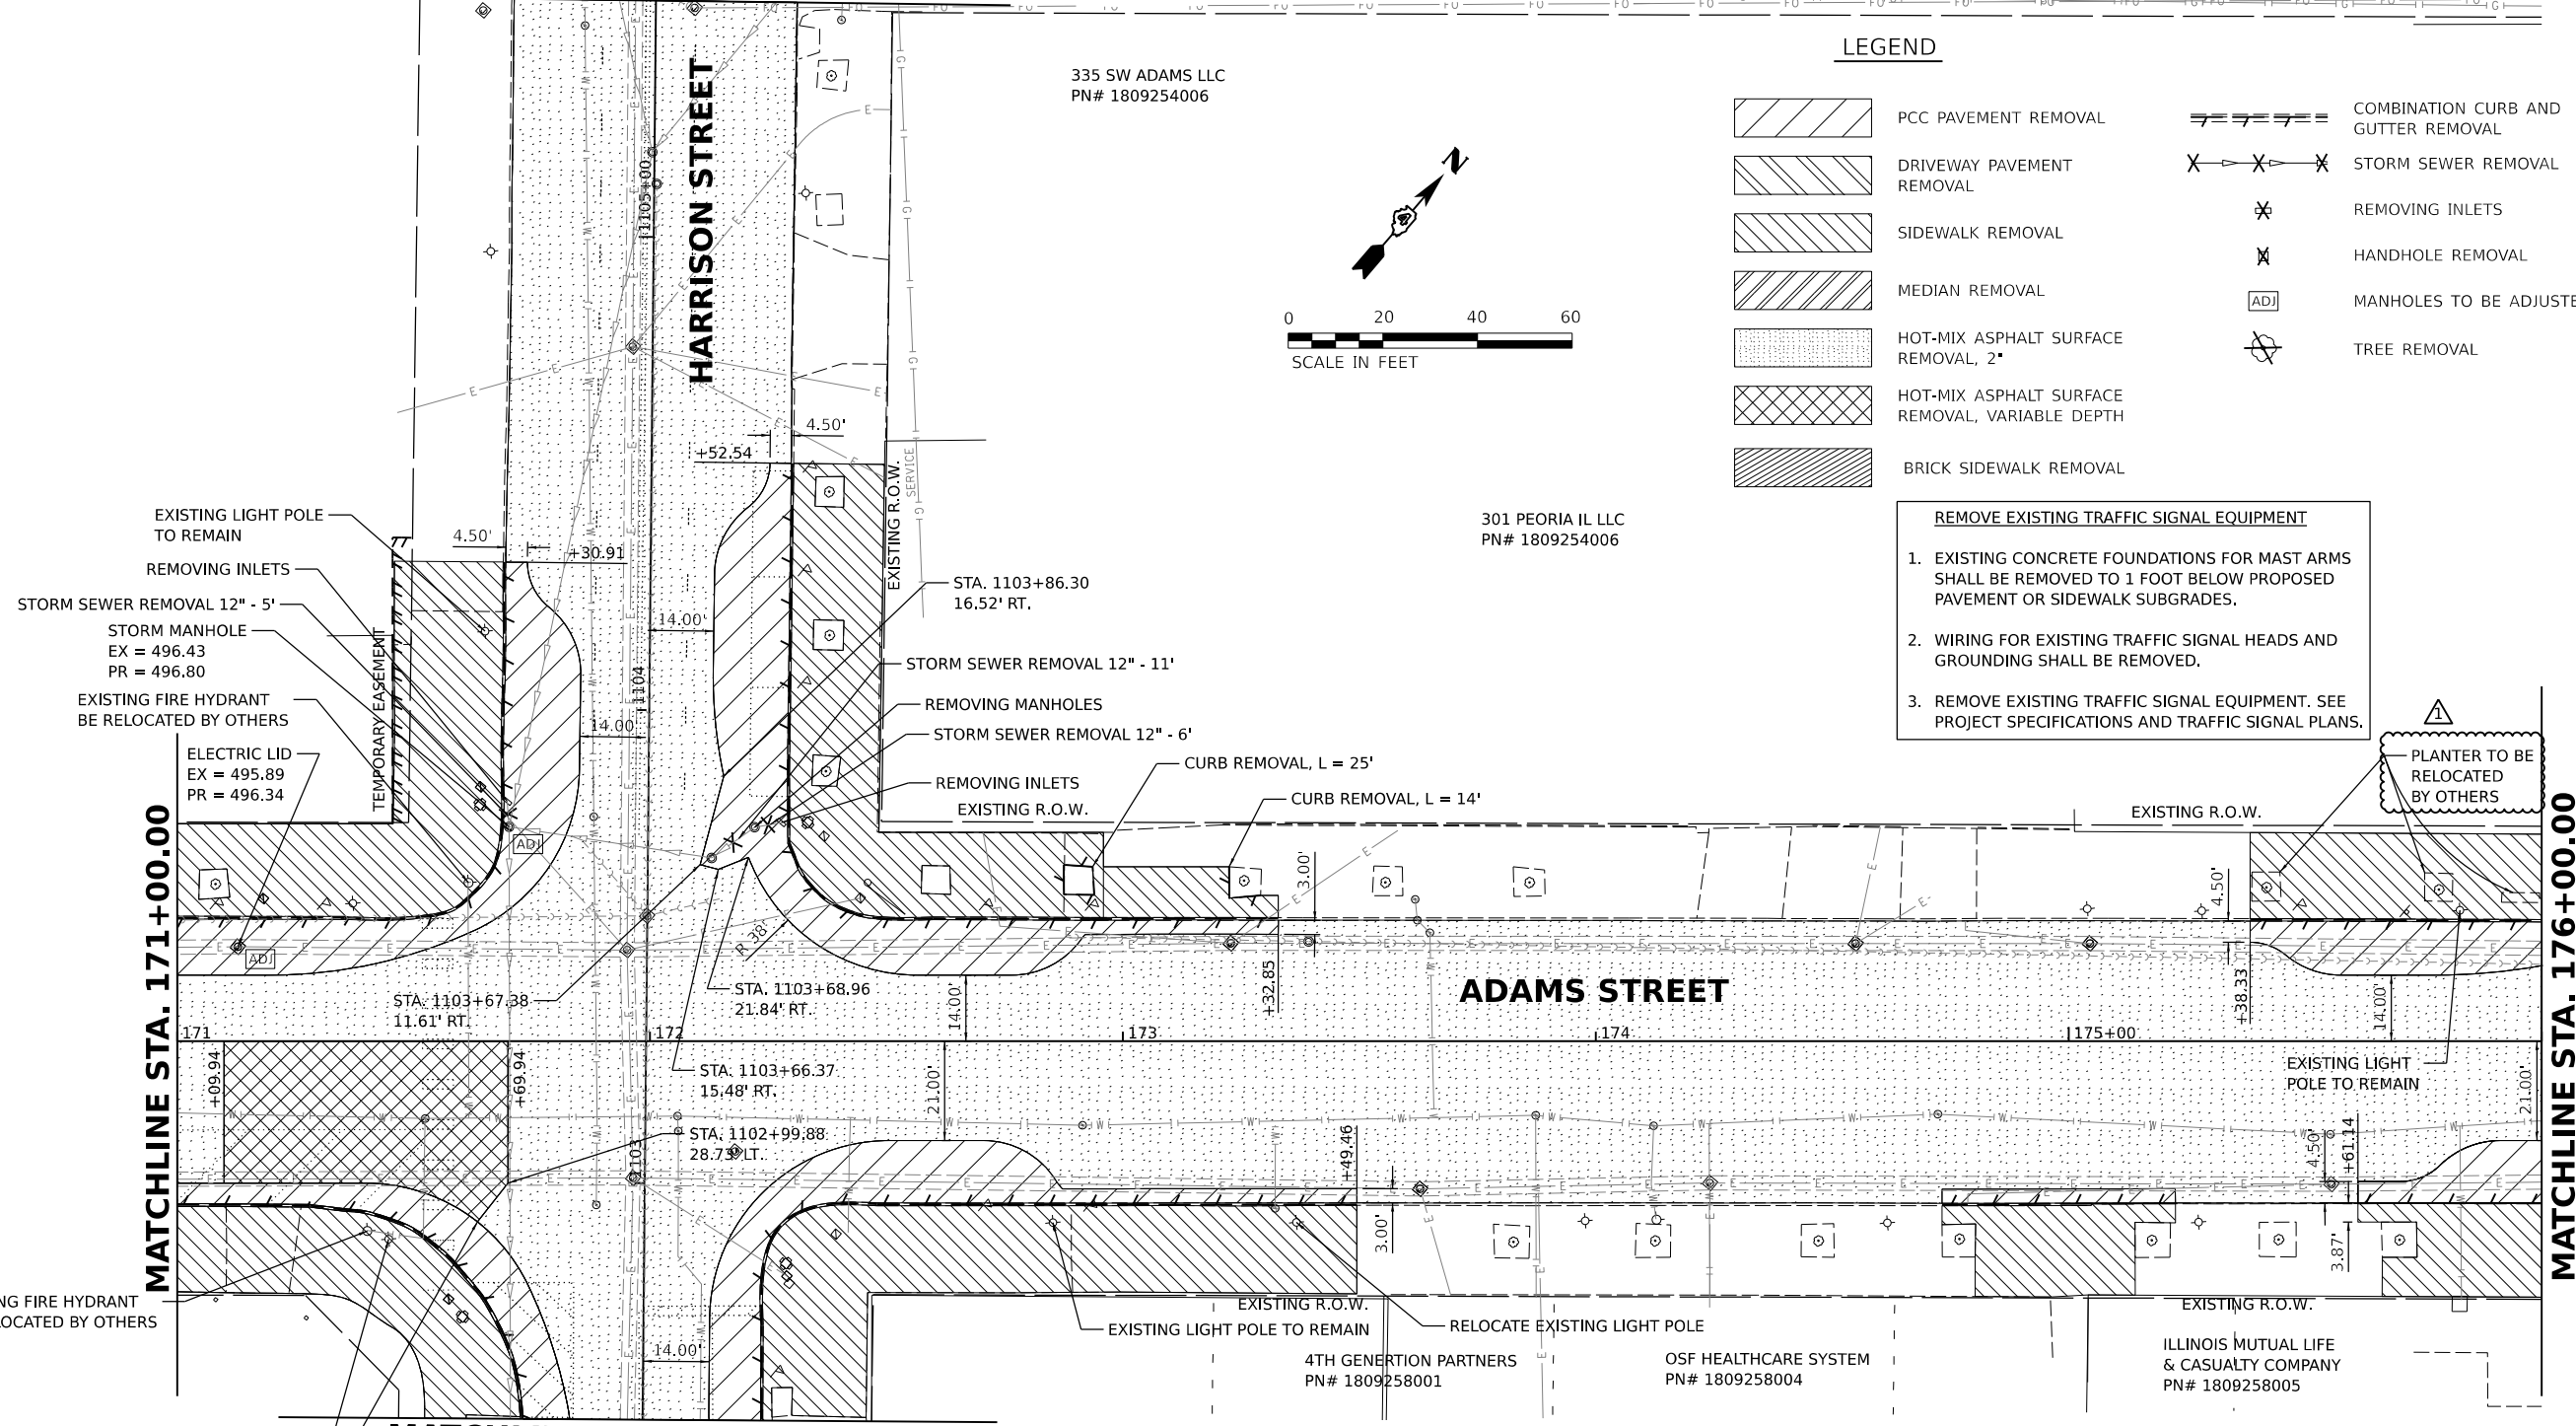 LEGEND
PCC PAVEMENT REMOVAL
DRIVEWAY PAVEMENT
REMOVAL
SIDEWALK REMOVAL
MEDIAN REMOVAL
HOT-MIX ASPHALT SURFACE
REMOVAL, 2"
HOT-MIX ASPHALT SURFACE
REMOVAL, VARIABLE DEPTH
BRICK SIDEWALK REMOVAL
COMBINATION CURB AND
GUTTER REMOVAL
STORM SEWER REMOVAL
REMOVING INLETS
HANDHOLE REMOVAL
ADJ
MANHOLES TO BE ADJUSTE
TREE REMOVAL
335 SW ADAMS LLC
PN# 1809254006
N
0 20 40 60
SCALE IN FEET
301 PEORIA IL LLC
PN# 1809254006
REMOVE EXISTING TRAFFIC SIGNAL EQUIPMENT
1. EXISTING CONCRETE FOUNDATIONS FOR MAST ARMS
SHALL BE REMOVED TO 1 FOOT BELOW PROPOSED
PAVEMENT OR SIDEWALK SUBGRADES.
2. WIRING FOR EXISTING TRAFFIC SIGNAL HEADS AND
GROUNDING SHALL BE REMOVED.
3. REMOVE EXISTING TRAFFIC SIGNAL EQUIPMENT. SEE
PROJECT SPECIFICATIONS AND TRAFFIC SIGNAL PLANS.
1
PLANTER TO BE
RELOCATED
BY OTHERS
HARRISON STREET
1105+00
4.50'
+52.54
EXISTING R.O.W.
SERVICE
EXISTING LIGHT POLE
TO REMAIN
4.50'
+30.91
REMOVING INLETS
STORM SEWER REMOVAL 12" - 5'
STORM MANHOLE
EX = 496.43
PR = 496.80
EXISTING FIRE HYDRANT
BE RELOCATED BY OTHERS
ELECTRIC LID
EX = 495.89
PR = 496.34
TEMPORARY EASEMENT
14.00'
1104
14.00
STA. 1103+86.30
16.52' RT.
STORM SEWER REMOVAL 12" - 11'
REMOVING MANHOLES
STORM SEWER REMOVAL 12" - 6'
REMOVING INLETS
EXISTING R.O.W.
CURB REMOVAL, L = 25'
CURB REMOVAL, L = 14'
EXISTING R.O.W.
MATCHLINE STA. 171+00.00
MATCHLINE STA. 176+00.00
ADJ
ADJ
R 38'
3.00'
4.50'
STA. 1103+67.38
11.61' RT.
STA. 1103+68.96
21.84' RT.
14.00'
+32.85
ADAMS STREET
+38.33
14.00'
171
172
173
174
175+00
+09.94
+69.94
STA. 1103+66.37
15.48' RT.
21.00'
EXISTING LIGHT
POLE TO REMAIN
21.00'
STA. 1102+99.88
28.73' LT.
1103
+49.46
4.50'
+61.14
3.00'
3.87'
NG FIRE HYDRANT
OCATED BY OTHERS
14.00'
EXISTING R.O.W.
EXISTING LIGHT POLE TO REMAIN
RELOCATE EXISTING LIGHT POLE
EXISTING R.O.W.
4TH GENERTION PARTNERS
PN# 1809258001
OSF HEALTHCARE SYSTEM
PN# 1809258004
ILLINOIS MUTUAL LIFE
& CASUALTY COMPANY
PN# 1809258005